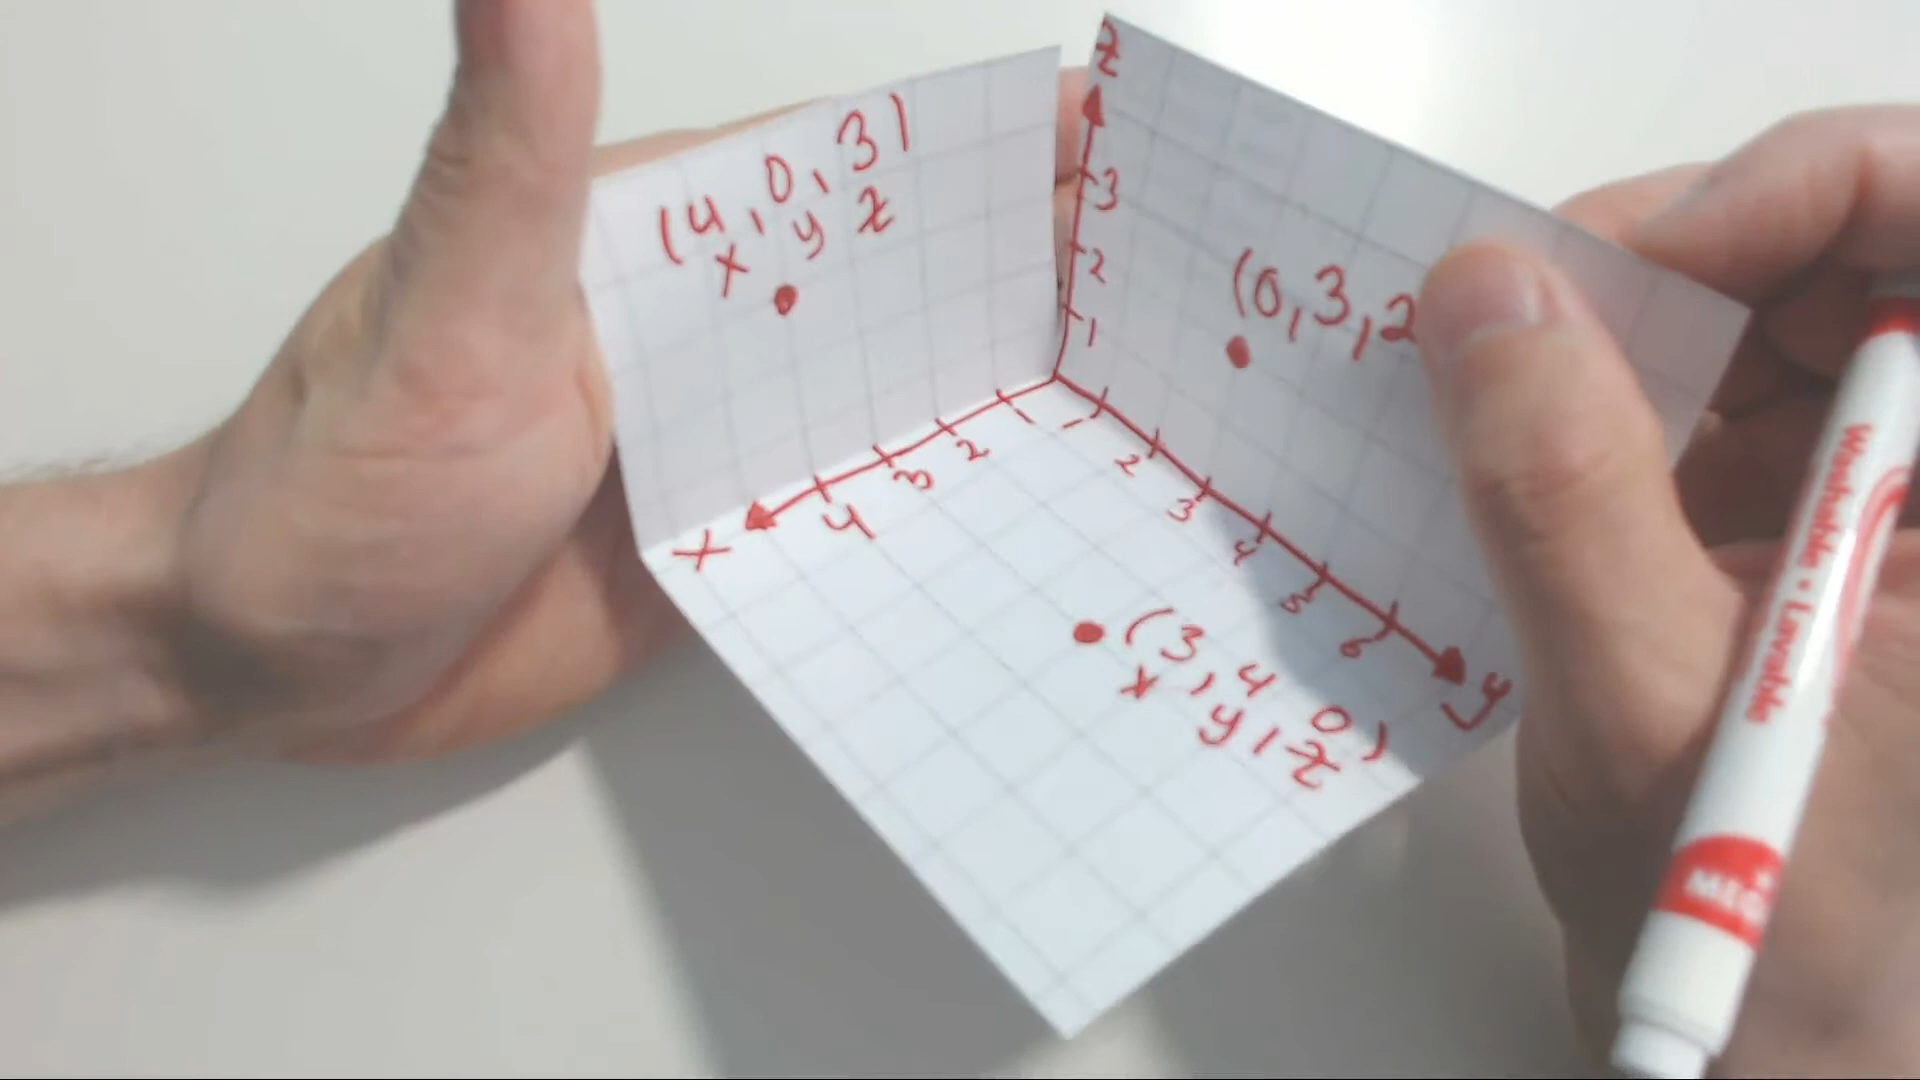 z
3
2
1
(4, 0, 3)
x y z
(0, 3, 2
1 1
2 2
3 3
4 4
5
6
x
y
(3, 4, 0)
x y z
Washable • Lavable